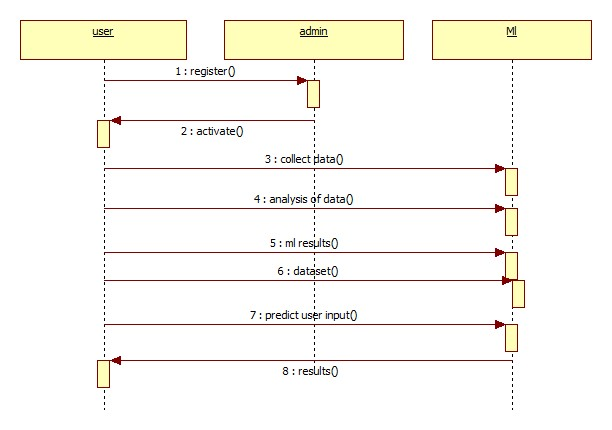 user
admin
Ml
1 : register()
2 : activate()
3 : collect data()
4 : analysis of data()
5 : ml results()
6 : dataset()
7 : predict user input()
8 : results()